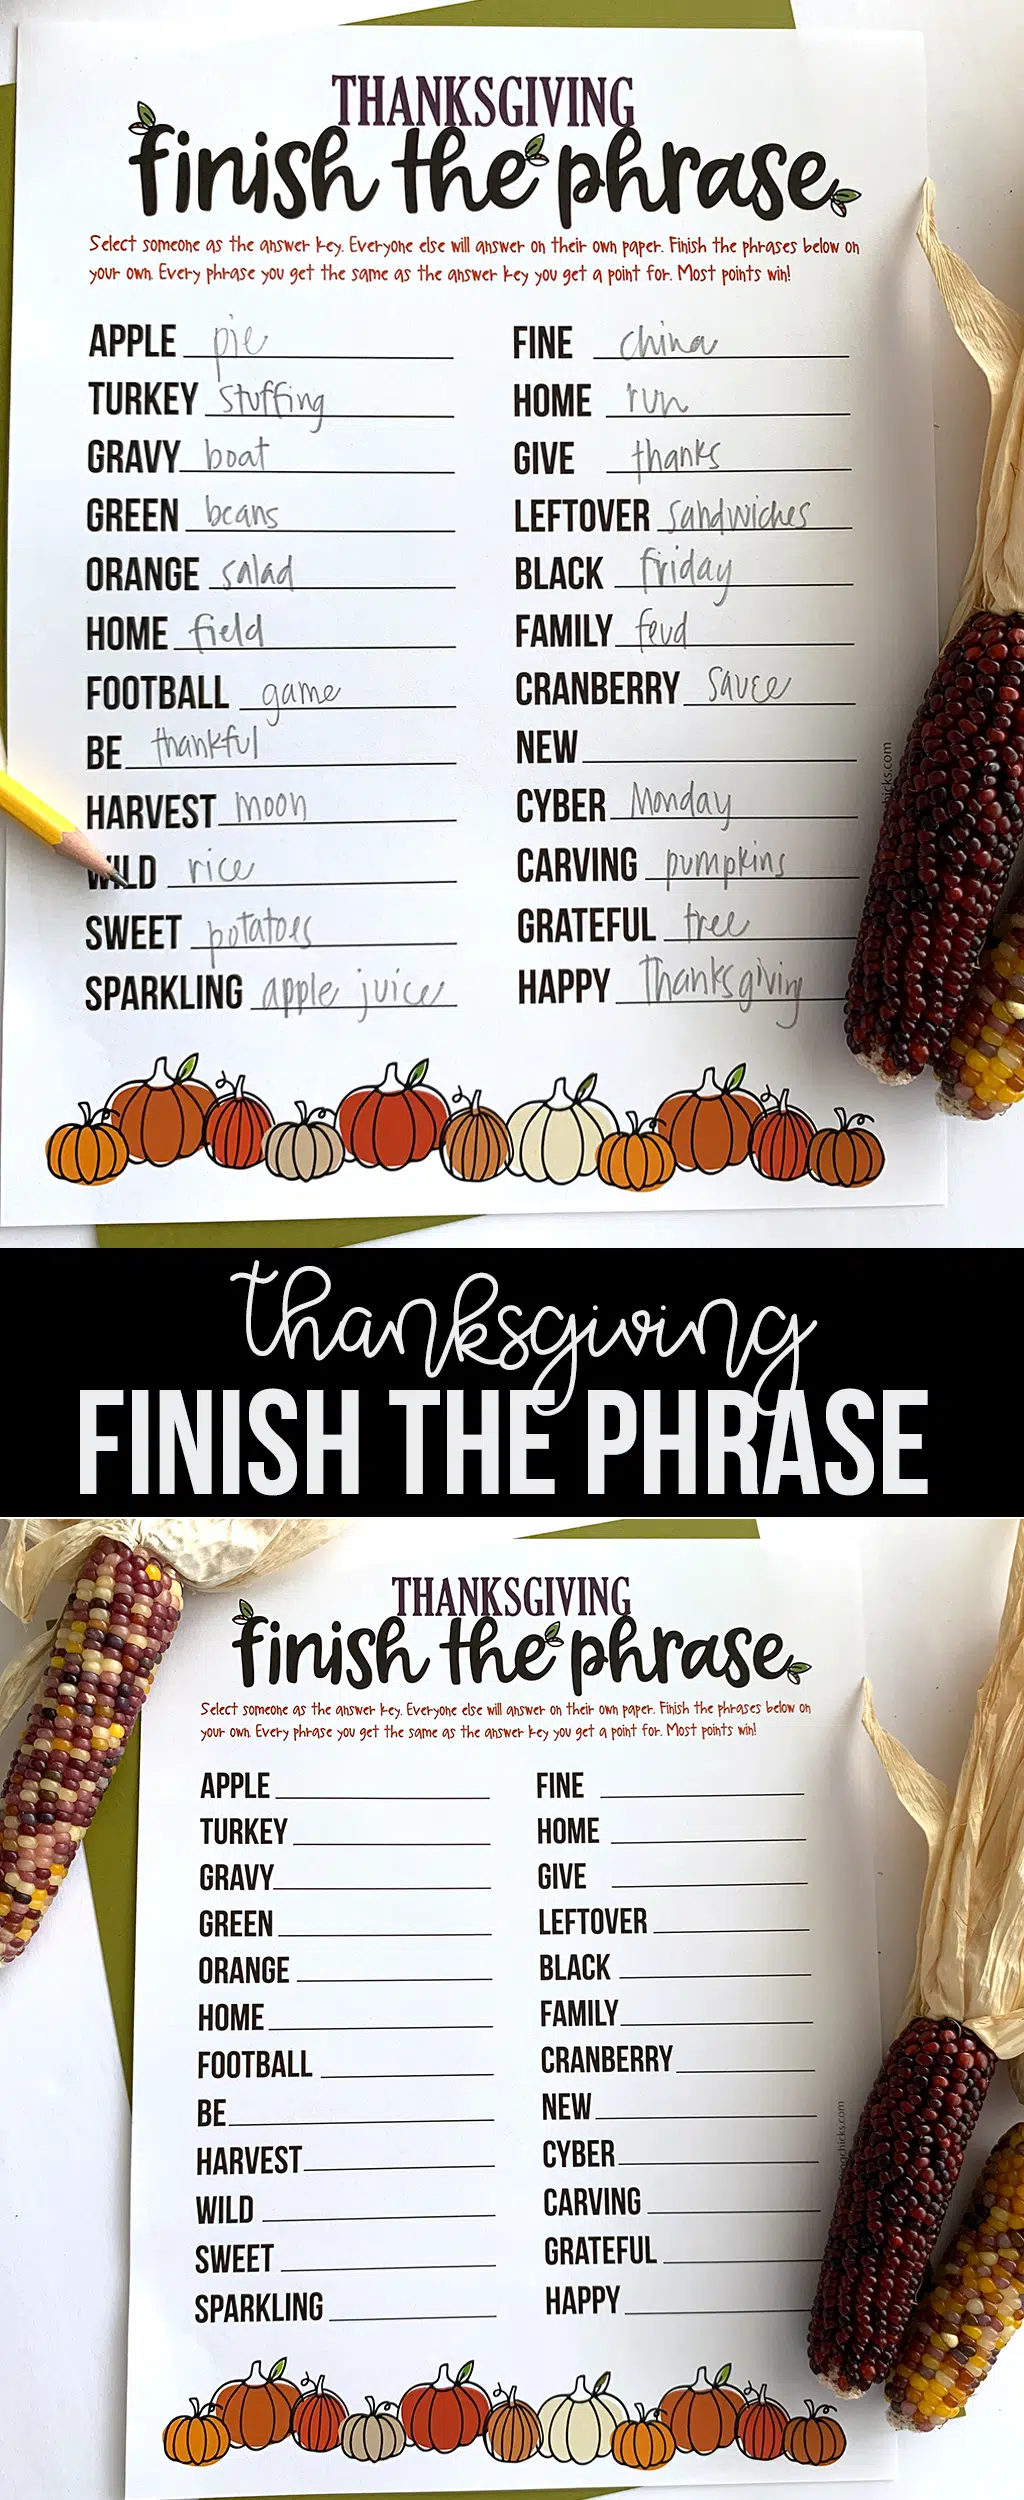 THANKSGIVING
finish the phrase
Select someone as the answer key. Everyone else will answer on their own paper. Finish the phrases below on
your own. Every phrase you get the same as the answer key you get a point for. Most points win!
APPLE pie
TURKEY stuffing
GRAVY boat
GREEN beans
ORANGE salad
HOME field
FOOTBALL game
BE thankful
HARVEST moon
WILD rice
SWEET potatoes
SPARKLING apple juice
FINE china
HOME run
GIVE thanks
LEFTOVER sandwiches
BLACK friday
FAMILY feud
CRANBERRY sauce
NEW
CYBER Monday
CARVING pumpkins
GRATEFUL tree
HAPPY Thanksgiving
thanksgiving
FINISH THE PHRASE
THANKSGIVING
finish the phrase
Select someone as the answer key. Everyone else will answer on their own paper. Finish the phrases below on
your own. Every phrase you get the same as the answer key you get a point for. Most points win!
APPLE
TURKEY
GRAVY
GREEN
ORANGE
HOME
FOOTBALL
BE
HARVEST
WILD
SWEET
SPARKLING
FINE
HOME
GIVE
LEFTOVER
BLACK
FAMILY
CRANBERRY
NEW
CYBER
CARVING
GRATEFUL
HAPPY